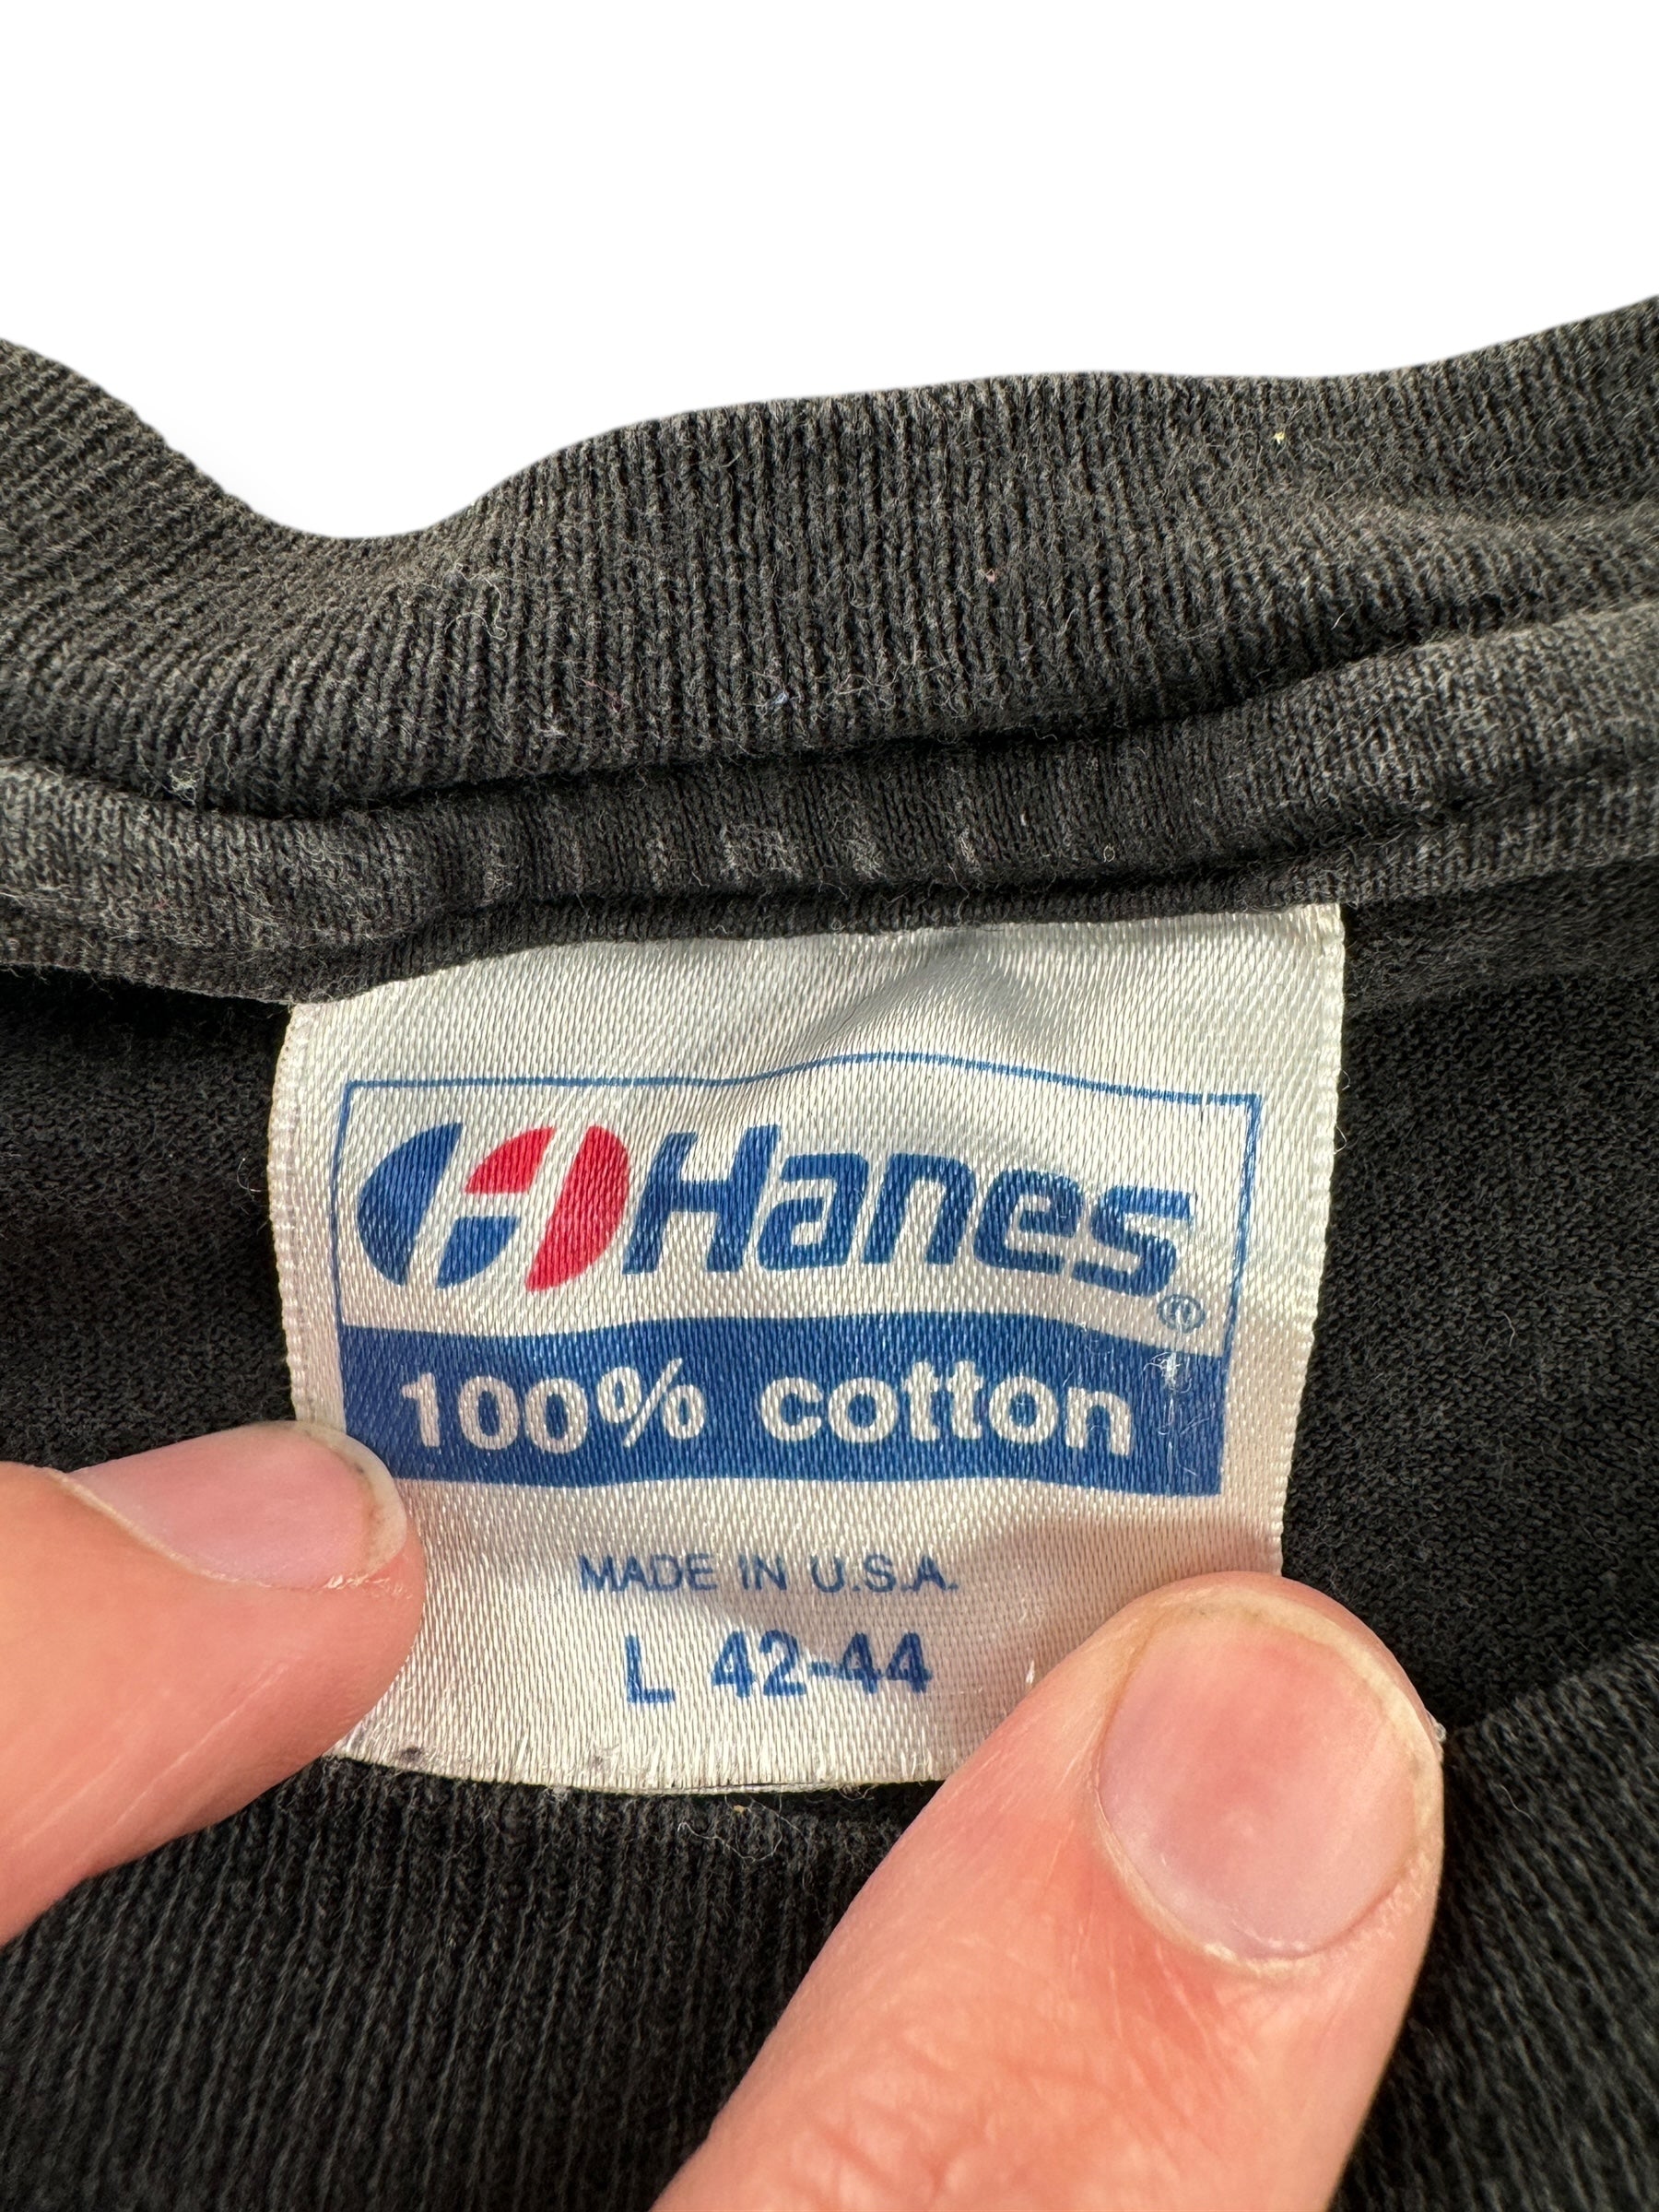 Hanes®
100% cotton
MADE IN U.S.A.
L 42-44